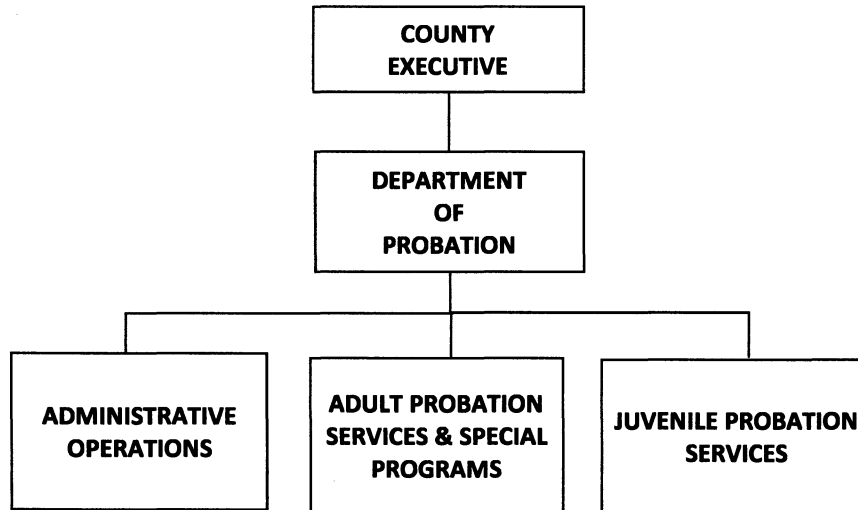 COUNTY
EXECUTIVE
DEPARTMENT
OF
PROBATION
ADMINISTRATIVE
OPERATIONS
ADULT PROBATION
SERVICES & SPECIAL
PROGRAMS
JUVENILE PROBATION
SERVICES